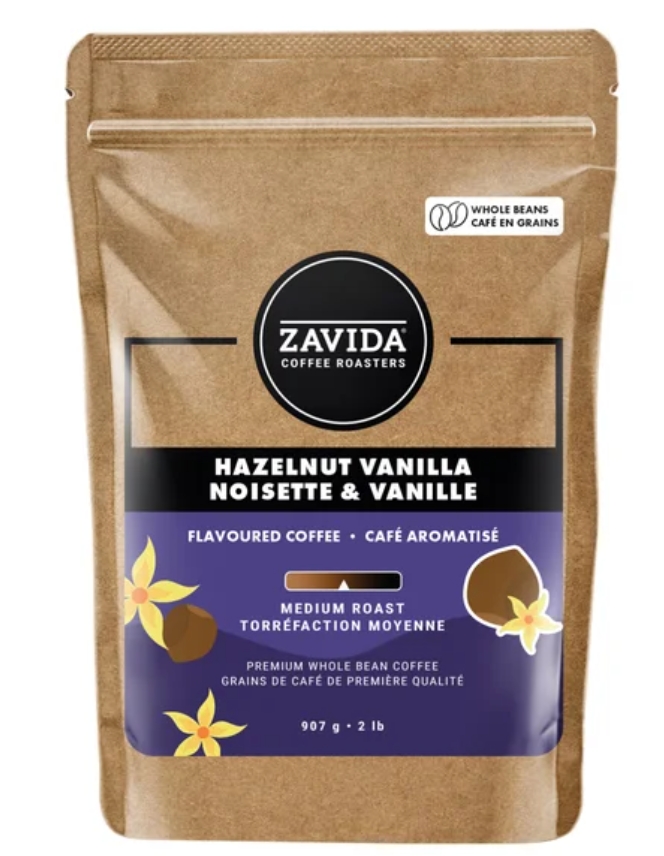 WHOLE BEANS
CAFÉ EN GRAINS
ZAVIDA®
COFFEE ROASTERS
HAZELNUT VANILLA
NOISETTE & VANILLE
FLAVOURED COFFEE • CAFÉ AROMATISÉ
MEDIUM ROAST
TORRÉFACTION MOYENNE
PREMIUM WHOLE BEAN COFFEE
GRAINS DE CAFÉ DE PREMIÈRE QUALITÉ
907 g • 2 lb